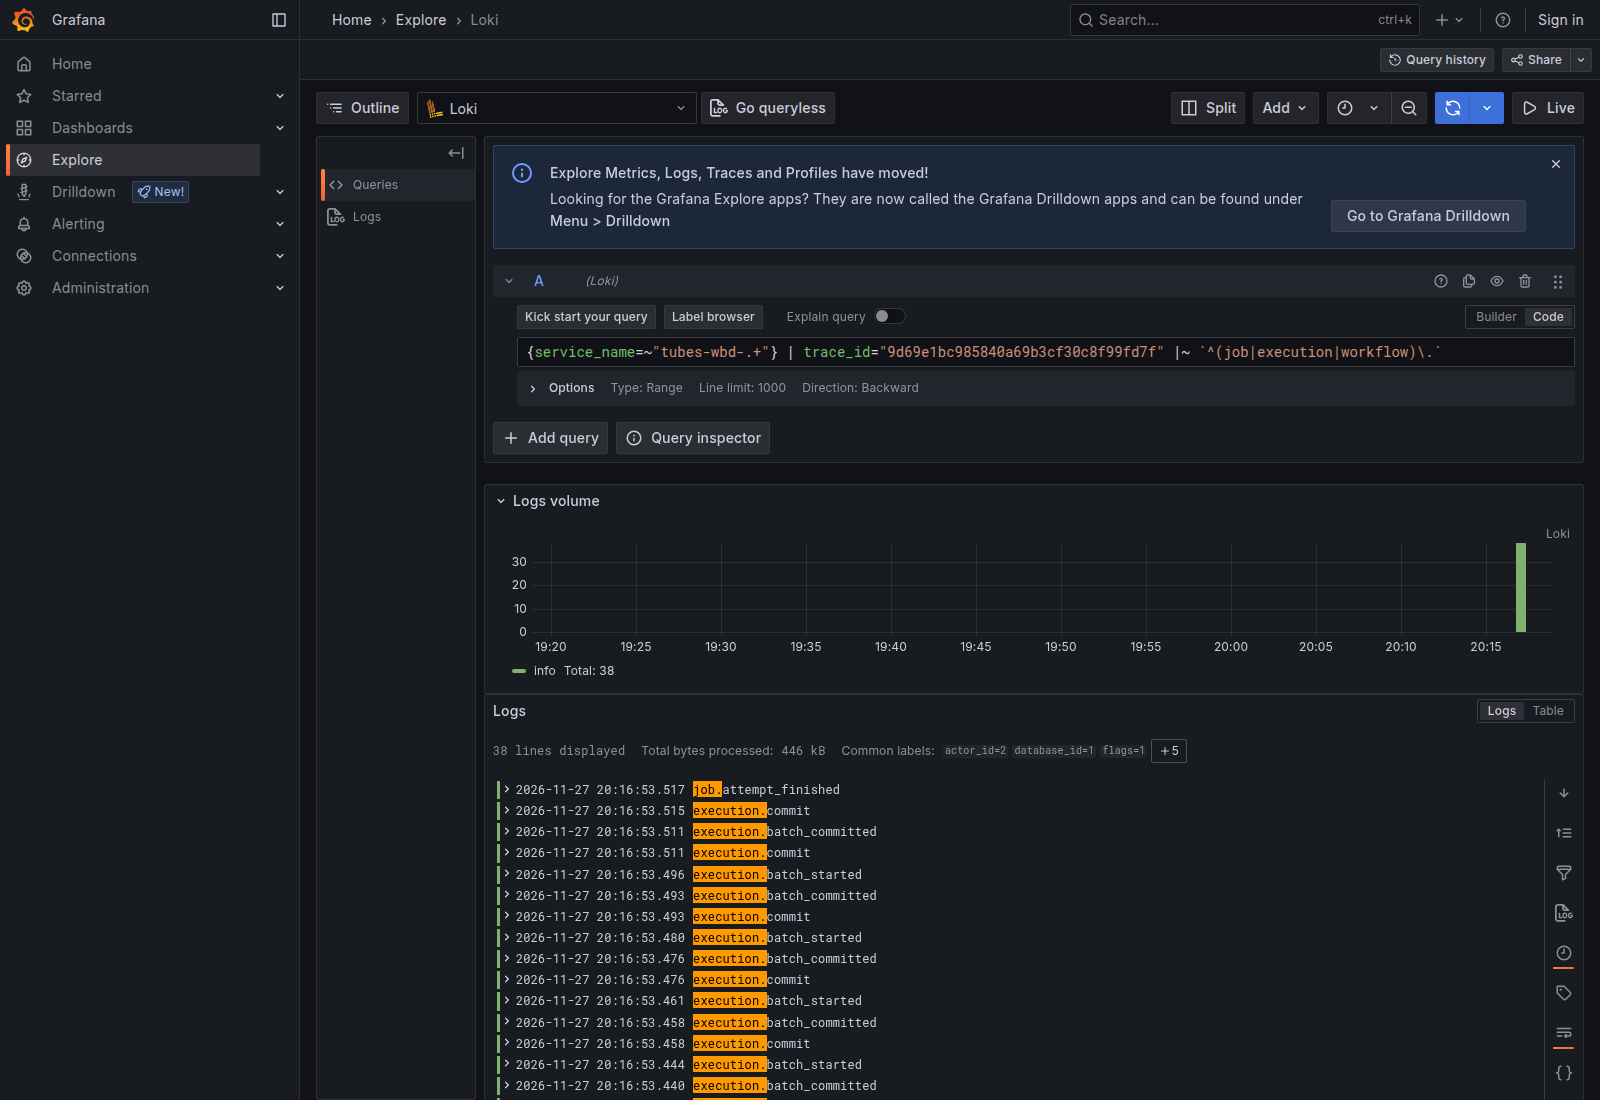 Grafana
Home › Explore › Loki
Search... ctrl+k
Sign in
Home
Starred
Dashboards
Explore
Drilldown New!
Alerting
Connections
Administration
Query history
Share
Outline
Loki
Go queryless
Split
Add
Live
Queries
Logs
Explore Metrics, Logs, Traces and Profiles have moved!
Looking for the Grafana Explore apps? They are now called the Grafana Drilldown apps and can be found under
Menu > Drilldown
Go to Grafana Drilldown
A (Loki)
Kick start your query
Label browser
Explain query
Builder
Code
{service_name=~"tubes-wbd-.+"} | trace_id="9d69e1bc985840a69b3cf30c8f99fd7f" |~ `^(job|execution|workflow)\.`
Options Type: Range Line limit: 1000 Direction: Backward
+ Add query
Query inspector
Logs volume
Loki
30
20
10
0
19:20 19:25 19:30 19:35 19:40 19:45 19:50 19:55 20:00 20:05 20:10 20:15
info Total: 38
Logs
Logs
Table
38 lines displayed Total bytes processed: 446 kB Common labels: actor_id=2 database_id=1 flags=1 +5
2026-11-27 20:16:53.517 job.attempt_finished
2026-11-27 20:16:53.515 execution.commit
2026-11-27 20:16:53.511 execution.batch_committed
2026-11-27 20:16:53.511 execution.commit
2026-11-27 20:16:53.496 execution.batch_started
2026-11-27 20:16:53.493 execution.batch_committed
2026-11-27 20:16:53.493 execution.commit
2026-11-27 20:16:53.480 execution.batch_started
2026-11-27 20:16:53.476 execution.batch_committed
2026-11-27 20:16:53.476 execution.commit
2026-11-27 20:16:53.461 execution.batch_started
2026-11-27 20:16:53.458 execution.batch_committed
2026-11-27 20:16:53.458 execution.commit
2026-11-27 20:16:53.444 execution.batch_started
2026-11-27 20:16:53.440 execution.batch_committed